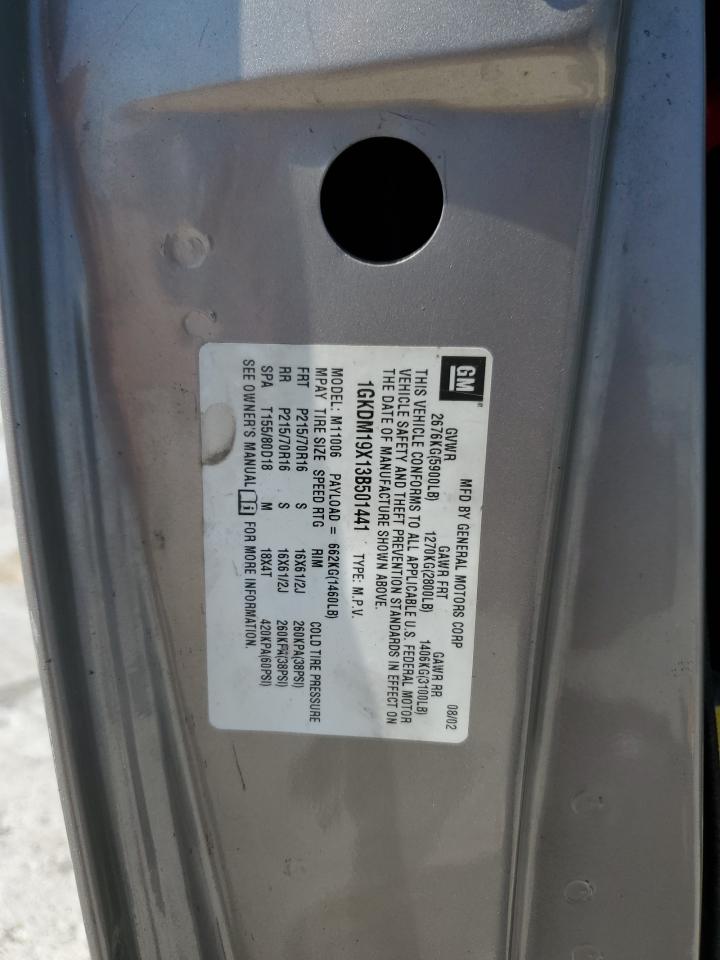 GM® MFD BY GENERAL MOTORS CORP 08/02
GVWR GAWR FRT GAWR RR
2676KG(5900LB) 1270KG(2800LB) 1406KG(3100LB)
THIS VEHICLE CONFORMS TO ALL APPLICABLE U.S. FEDERAL MOTOR
VEHICLE SAFETY AND THEFT PREVENTION STANDARDS IN EFFECT ON
THE DATE OF MANUFACTURE SHOWN ABOVE.
1GKDM19X13B501441 TYPE: M.P.V.
MODEL: M11006 PAYLOAD = 662KG(1460LB)
MPAY TIRE SIZE SPEED RTG RIM COLD TIRE PRESSURE
FRT P215/70R16 S 16X61/2J 260KPA(38PSI)
RR P215/70R16 S 16X61/2J 260KPA(38PSI)
SPA T155/80D18 M 18X4T 420KPA(60PSI)
SEE OWNER'S MANUAL FOR MORE INFORMATION.